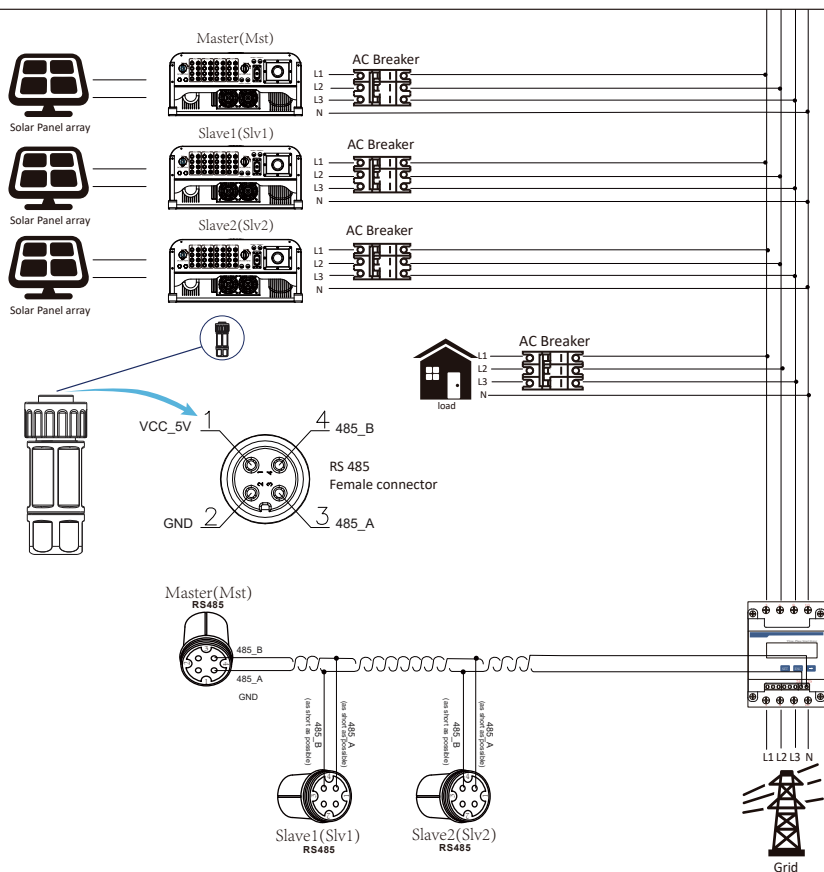 Master(Mst)
AC Breaker
L1
L2
L3
N
Solar Panel array
Slave1(Slv1)
AC Breaker
L1
L2
L3
N
Solar Panel array
Slave2(Slv2)
AC Breaker
L1
L2
L3
N
Solar Panel array
AC Breaker
L1
L2
L3
N
load
VCC_5V 1
4 485_B
1 4
2 3
RS 485
Female connector
GND 2
3 485_A
Master(Mst)
RS485
485_B
485_A
GND
485_B
(as short as possible)
485_A
(as short as possible)
485_B
(as short as possible)
485_A
(as short as possible)
Slave1(Slv1)
RS485
Slave2(Slv2)
RS485
L1 L2 L3 N
Grid